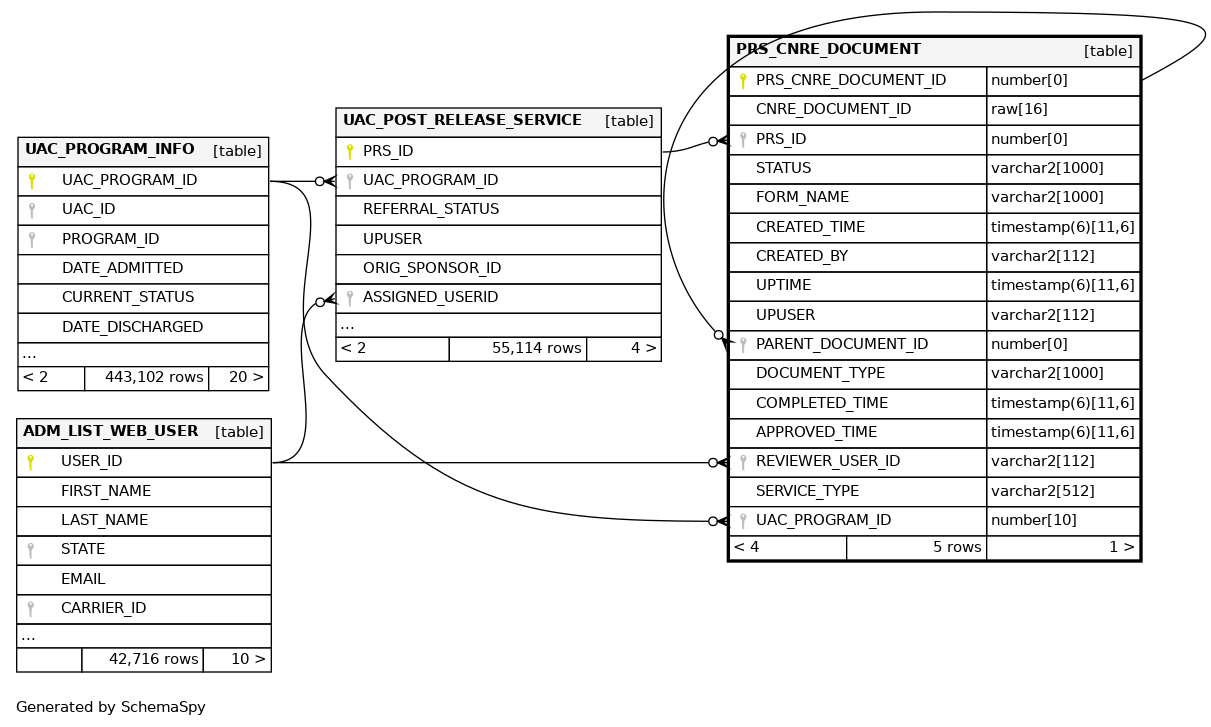 PRS_CNRE_DOCUMENT [table]
PRS_CNRE_DOCUMENT_ID number[0]
CNRE_DOCUMENT_ID raw[16]
PRS_ID number[0]
STATUS varchar2[1000]
FORM_NAME varchar2[1000]
CREATED_TIME timestamp(6)[11,6]
CREATED_BY varchar2[112]
UPTIME timestamp(6)[11,6]
UPUSER varchar2[112]
PARENT_DOCUMENT_ID number[0]
DOCUMENT_TYPE varchar2[1000]
COMPLETED_TIME timestamp(6)[11,6]
APPROVED_TIME timestamp(6)[11,6]
REVIEWER_USER_ID varchar2[112]
SERVICE_TYPE varchar2[512]
UAC_PROGRAM_ID number[10]
< 4 5 rows 1 >
UAC_POST_RELEASE_SERVICE [table]
PRS_ID
UAC_PROGRAM_ID
REFERRAL_STATUS
UPUSER
ORIG_SPONSOR_ID
ASSIGNED_USERID
...
< 2 55,114 rows 4 >
UAC_PROGRAM_INFO [table]
UAC_PROGRAM_ID
UAC_ID
PROGRAM_ID
DATE_ADMITTED
CURRENT_STATUS
DATE_DISCHARGED
...
< 2 443,102 rows 20 >
ADM_LIST_WEB_USER [table]
USER_ID
FIRST_NAME
LAST_NAME
STATE
EMAIL
CARRIER_ID
...
42,716 rows 10 >
Generated by SchemaSpy